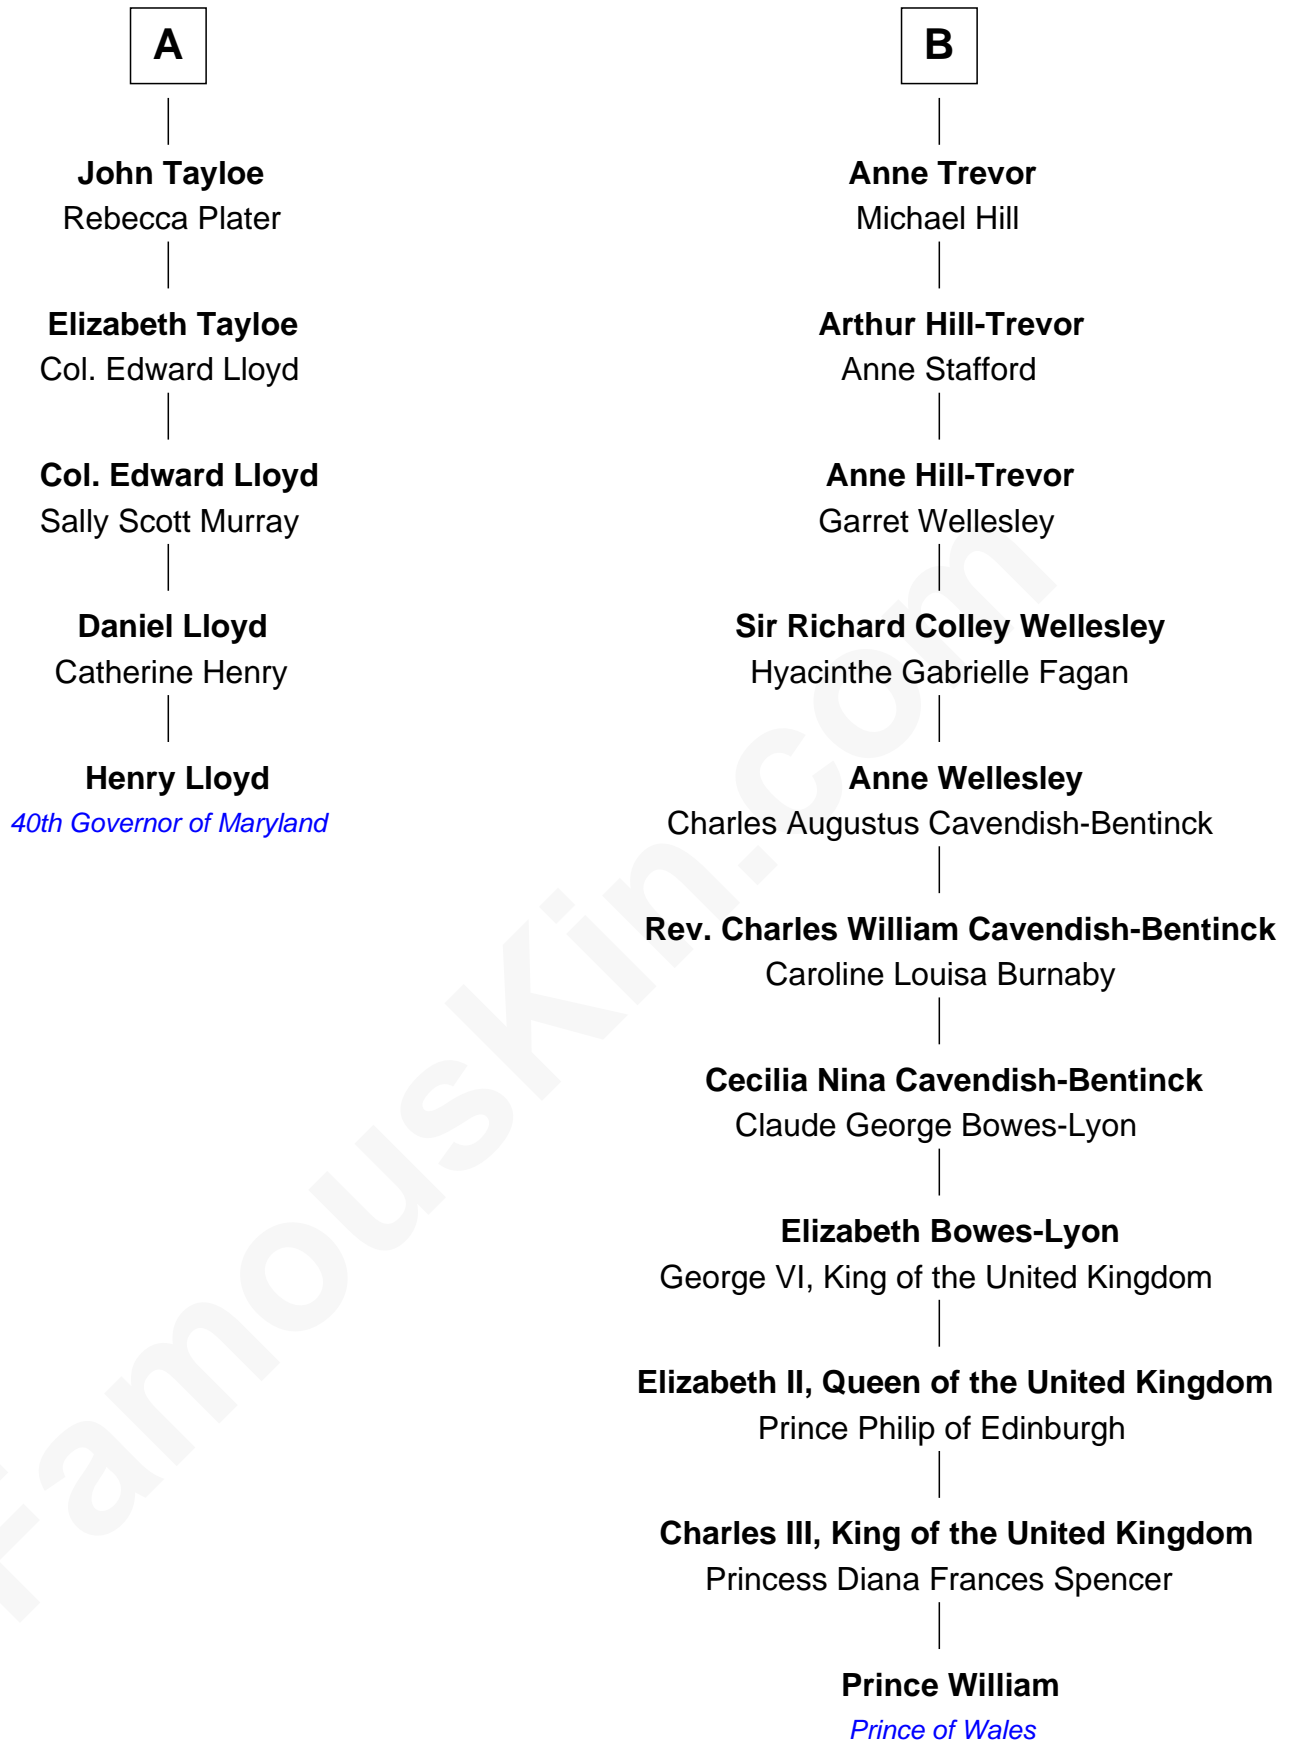 A
John Tayloe
Rebecca Plater
Elizabeth Tayloe
Col. Edward Lloyd
Col. Edward Lloyd
Sally Scott Murray
Daniel Lloyd
Catherine Henry
Henry Lloyd
40th Governor of Maryland
B
Anne Trevor
Michael Hill
Arthur Hill-Trevor
Anne Stafford
Anne Hill-Trevor
Garret Wellesley
Sir Richard Colley Wellesley
Hyacinthe Gabrielle Fagan
Anne Wellesley
Charles Augustus Cavendish-Bentinck
Rev. Charles William Cavendish-Bentinck
Caroline Louisa Burnaby
Cecilia Nina Cavendish-Bentinck
Claude George Bowes-Lyon
Elizabeth Bowes-Lyon
George VI, King of the United Kingdom
Elizabeth II, Queen of the United Kingdom
Prince Philip of Edinburgh
Charles III, King of the United Kingdom
Princess Diana Frances Spencer
Prince William
Prince of Wales
FamousKin.com